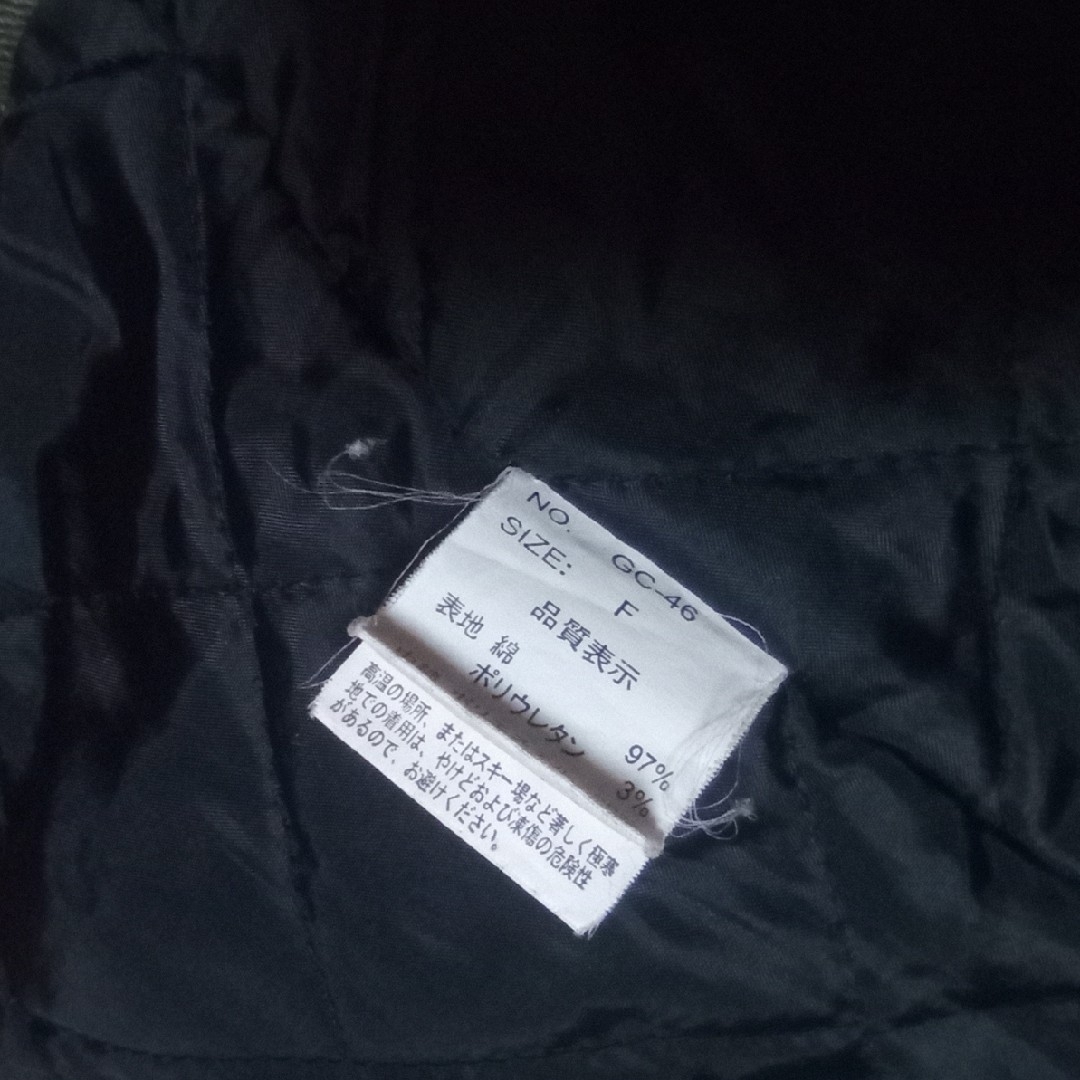 NO. GC-46
SIZE: F
品質表示
表地 綿 97%
ポリウレタン 3%
高温の場所、またはスキー場など著しく極寒
地での着用は、やけどおよび凍傷の危険性
があるので、お避けください。